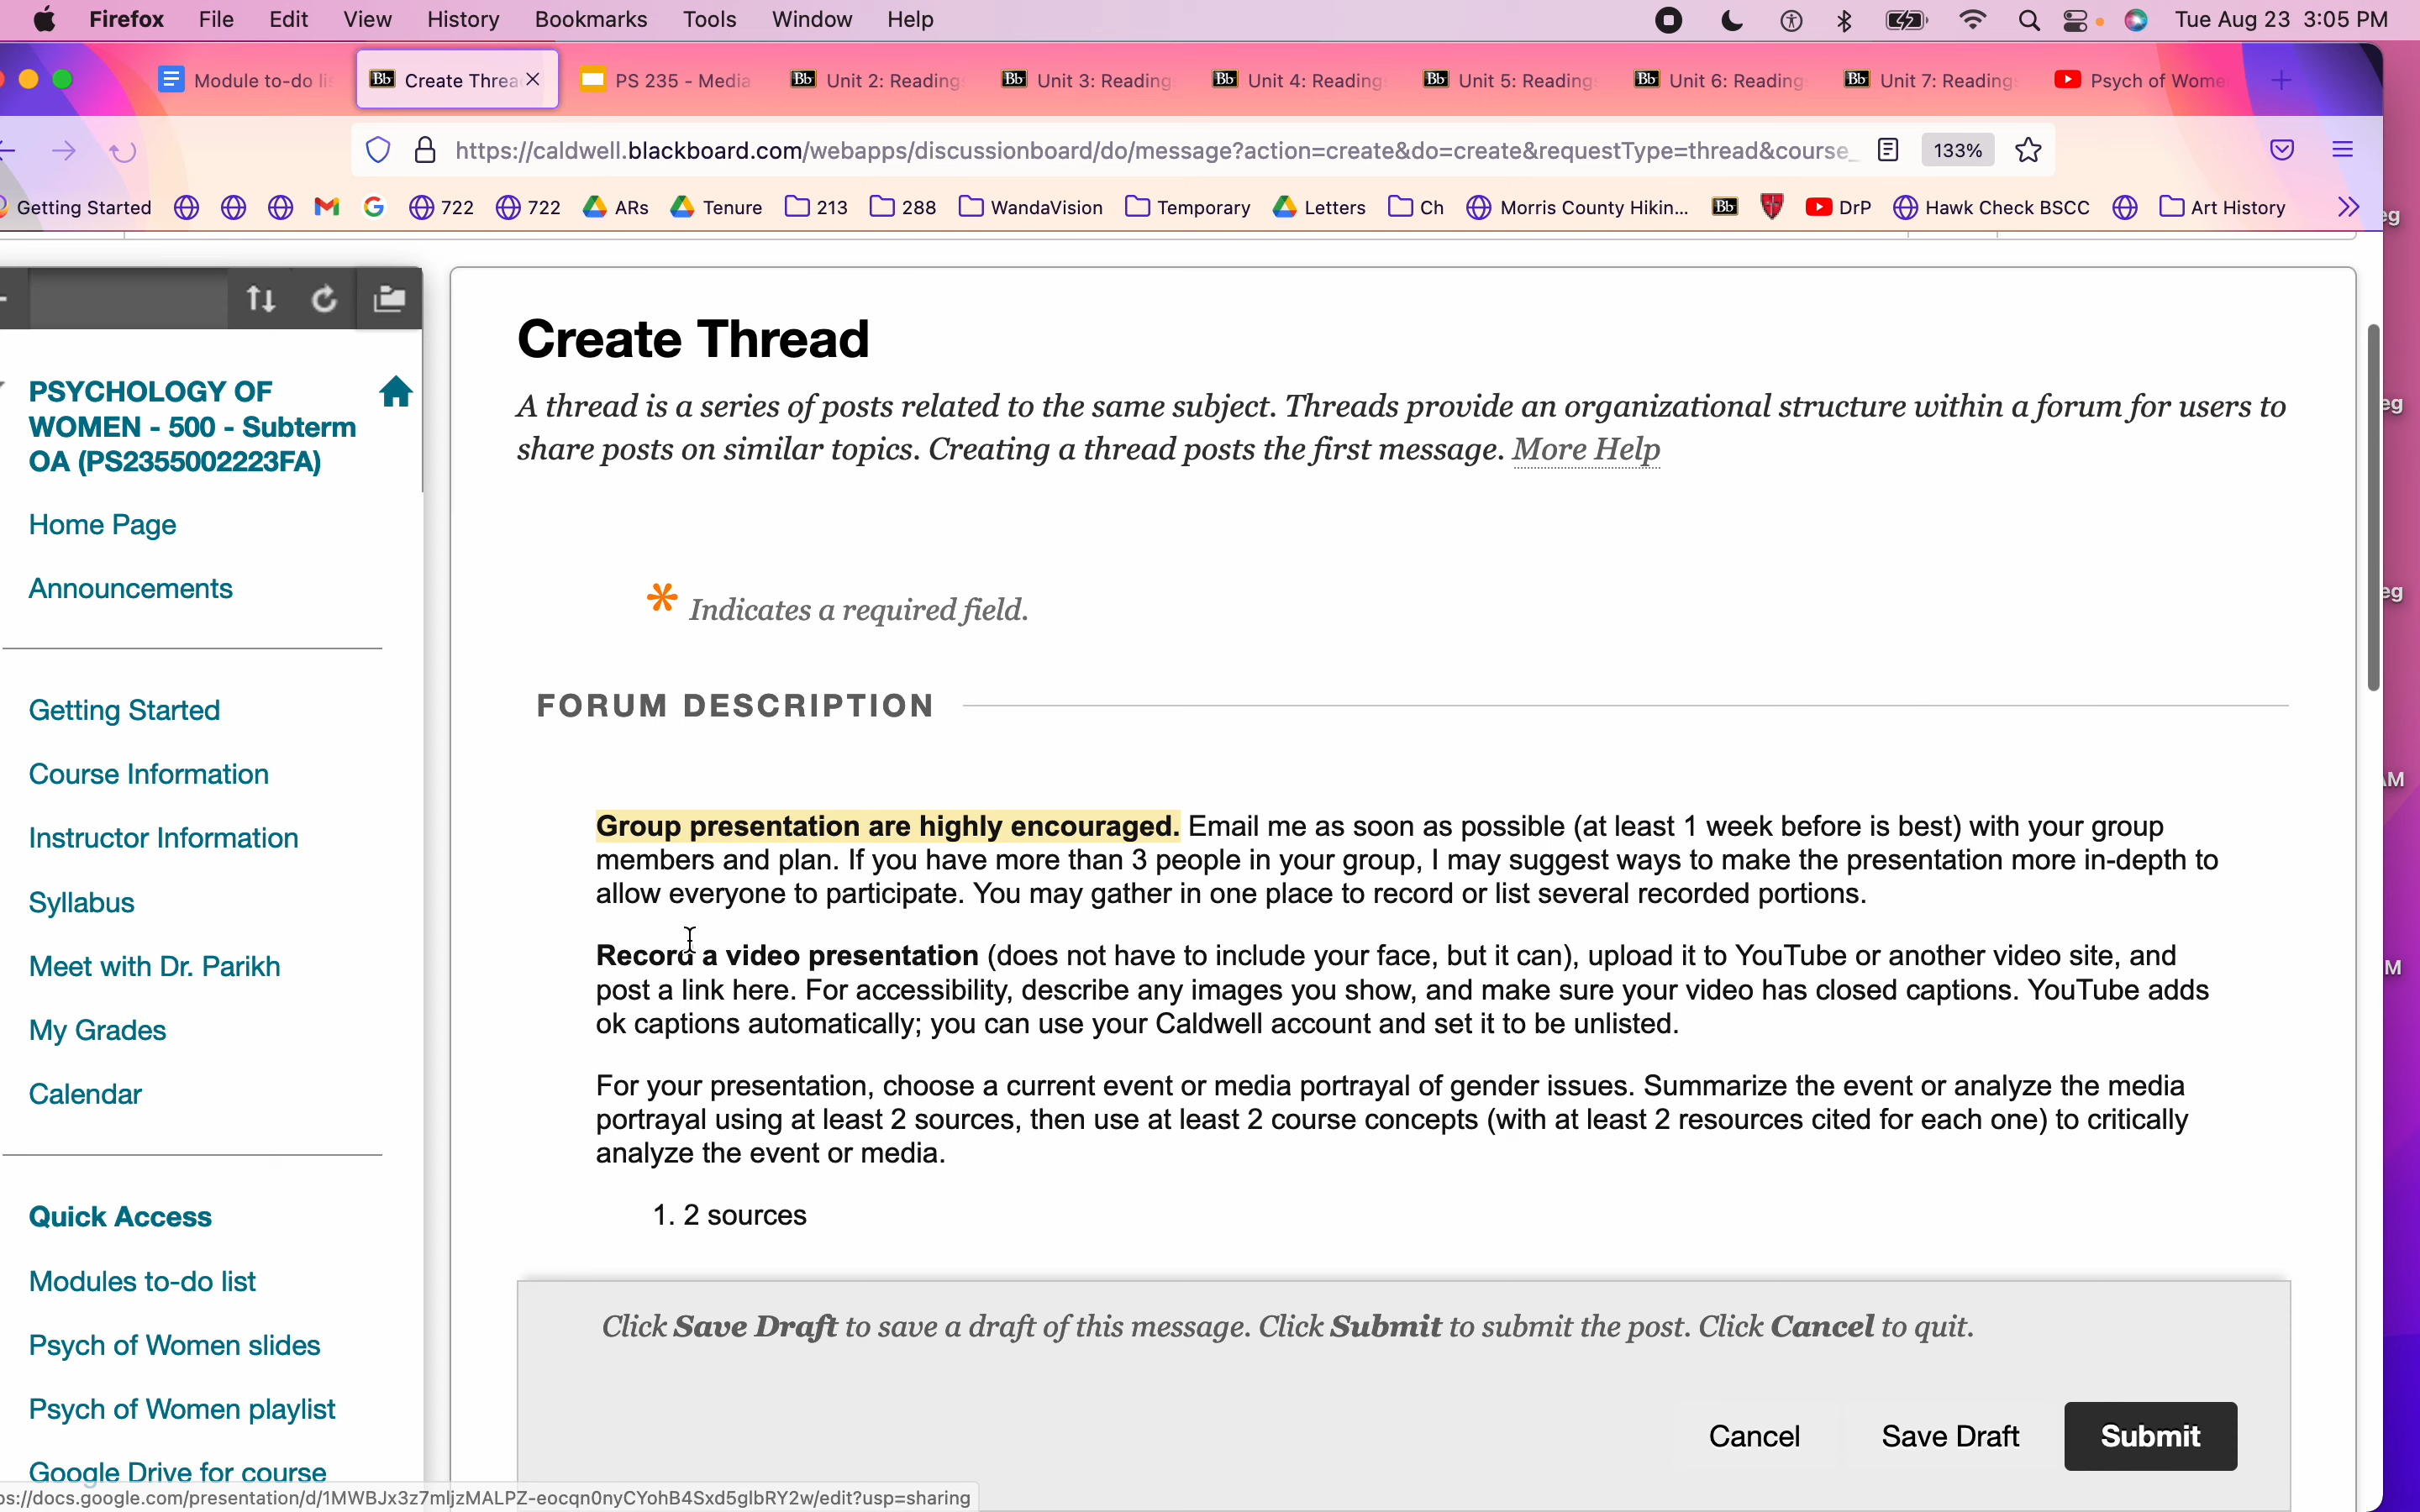 Firefox File Edit View History Bookmarks Tools Window Help Tue Aug 23 3:05 PM
Module to-do li Create Threa PS 235 - Media Unit 2: Reading Unit 3: Reading Unit 4: Reading Unit 5: Reading Unit 6: Reading Unit 7: Reading Psych of Wome
https://caldwell.blackboard.com/webapps/discussionboard/do/message?action=create&do=create&requestType=thread&course_ 133%
Getting Started 722 722 ARs Tenure 213 288 WandaVision Temporary Letters Ch Morris County Hikin... Bb DrP Hawk Check BSCC Art History
PSYCHOLOGY OF
WOMEN - 500 - Subterm
OA (PS2355002223FA)
Home Page
Announcements
Getting Started
Course Information
Instructor Information
Syllabus
Meet with Dr. Parikh
My Grades
Calendar
Quick Access
Modules to-do list
Psych of Women slides
Psych of Women playlist
Google Drive for course
Create Thread
A thread is a series of posts related to the same subject. Threads provide an organizational structure within a forum for users to
share posts on similar topics. Creating a thread posts the first message. More Help
* Indicates a required field.
FORUM DESCRIPTION
Group presentation are highly encouraged. Email me as soon as possible (at least 1 week before is best) with your group
members and plan. If you have more than 3 people in your group, I may suggest ways to make the presentation more in-depth to
allow everyone to participate. You may gather in one place to record or list several recorded portions.
Record a video presentation (does not have to include your face, but it can), upload it to YouTube or another video site, and
post a link here. For accessibility, describe any images you show, and make sure your video has closed captions. YouTube adds
ok captions automatically; you can use your Caldwell account and set it to be unlisted.
For your presentation, choose a current event or media portrayal of gender issues. Summarize the event or analyze the media
portrayal using at least 2 sources, then use at least 2 course concepts (with at least 2 resources cited for each one) to critically
analyze the event or media.
1. 2 sources
Click Save Draft to save a draft of this message. Click Submit to submit the post. Click Cancel to quit.
Cancel Save Draft Submit
os://docs.google.com/presentation/d/1MWBJx3z7mljzMALPZ-eocqn0nyCYohB4Sxd5glbRY2w/edit?usp=sharing